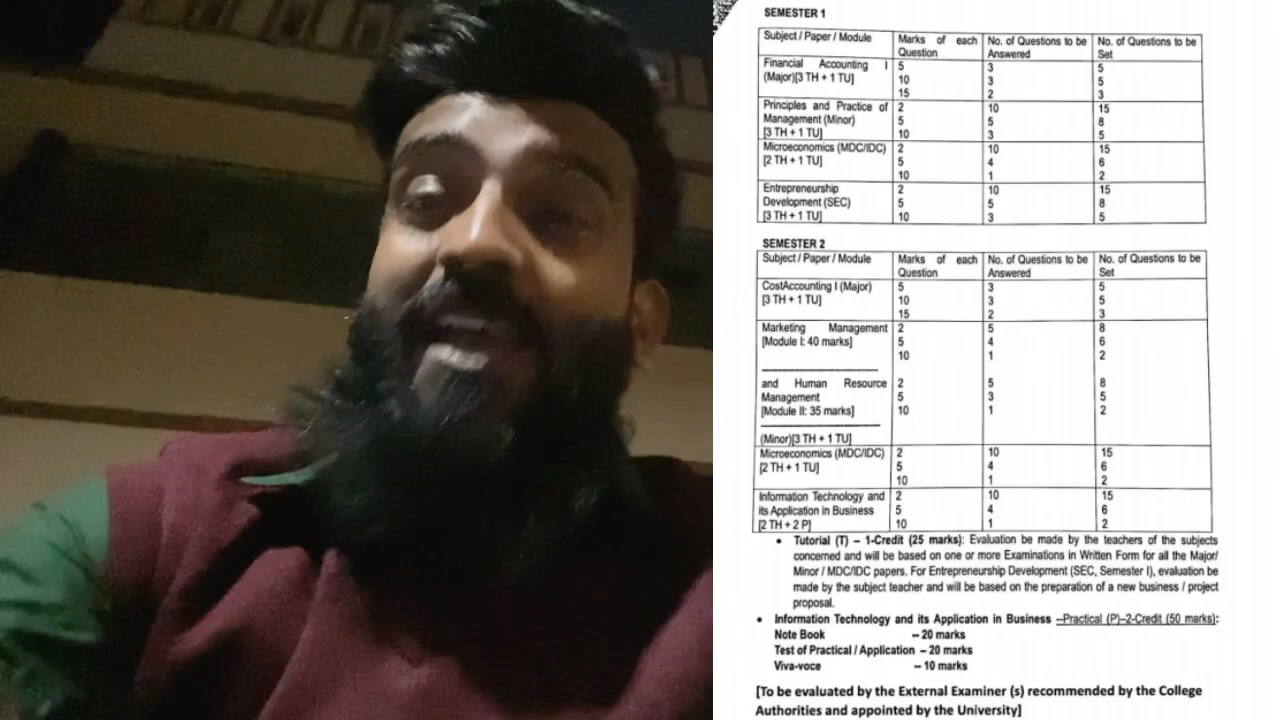 SEMESTER 1
Subject / Paper / Module | Marks of each Question | No. of Questions to be Answered | No. of Questions to be Set
Financial Accounting I (Major)[3 TH + 1 TU] | 5 | 3 | 5
10 | 3 | 5
15 | 2 | 3
Principles and Practice of Management (Minor) [3 TH + 1 TU] | 2 | 10 | 15
5 | 5 | 8
10 | 3 | 5
Microeconomics (MDC/IDC) [2 TH + 1 TU] | 2 | 10 | 15
5 | 4 | 6
10 | 1 | 2
Entrepreneurship Development (SEC) [3 TH + 1 TU] | 2 | 10 | 15
5 | 5 | 8
10 | 3 | 5
SEMESTER 2
Subject / Paper / Module | Marks of each Question | No. of Questions to be Answered | No. of Questions to be Set
CostAccounting I (Major) [3 TH + 1 TU] | 5 | 3 | 5
10 | 3 | 5
15 | 2 | 3
Marketing Management [Module I: 40 marks] | 2 | 5 | 8
5 | 4 | 6
10 | 1 | 2
and Human Resource Management [Module II: 35 marks] | 2 | 5 | 8
5 | 3 | 5
10 | 1 | 2
(Minor)[3 TH + 1 TU]
Microeconomics (MDC/IDC) [2 TH + 1 TU] | 2 | 10 | 15
5 | 4 | 6
10 | 1 | 2
Information Technology and its Application in Business [2 TH + 2 P] | 2 | 10 | 15
5 | 4 | 6
10 | 1 | 2
• Tutorial (T) – 1-Credit (25 marks): Evaluation be made by the teachers of the subjects
concerned and will be based on one or more Examinations in Written Form for all the Major/
Minor / MDC/IDC papers. For Entrepreneurship Development (SEC, Semester I), evaluation be
made by the subject teacher and will be based on the preparation of a new business / project
proposal.
• Information Technology and its Application in Business --Practical (P)--2-Credit (50 marks):
Note Book -- 20 marks
Test of Practical / Application – 20 marks
Viva-voce -- 10 marks
[To be evaluated by the External Examiner (s) recommended by the College
Authorities and appointed by the University]